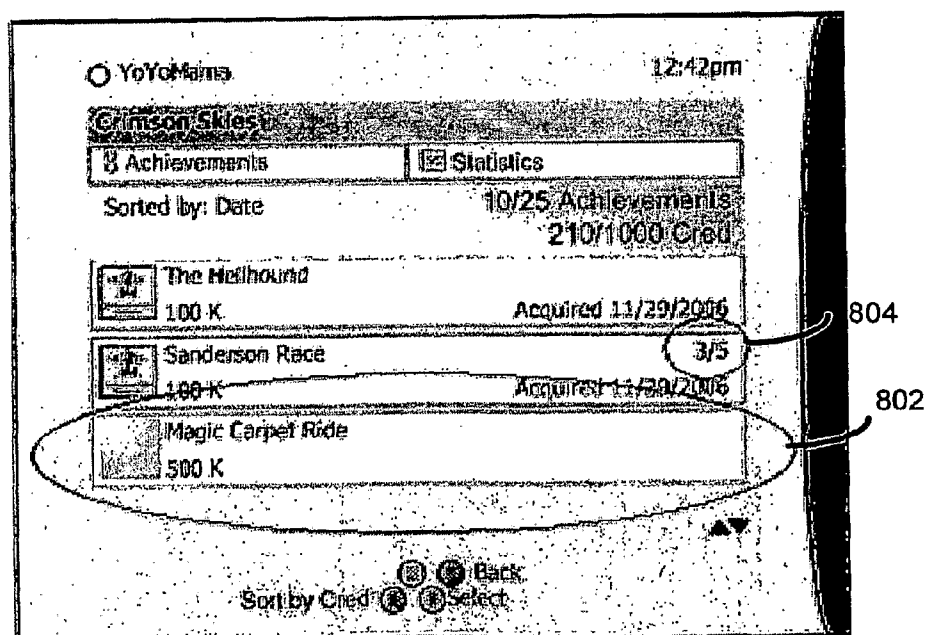 YoYoMama 12:42pm
Crimson Skies
Achievements Statistics
Sorted by: Date 10/25 Achievements
210/1000 Cred
The Hellhound
100 K Acquired 11/29/2006
Sanderson Race 3/5
100 K Acquired 11/29/2006
Magic Carpet Ride
500 K
Back
Sort by Cred Select
804
802